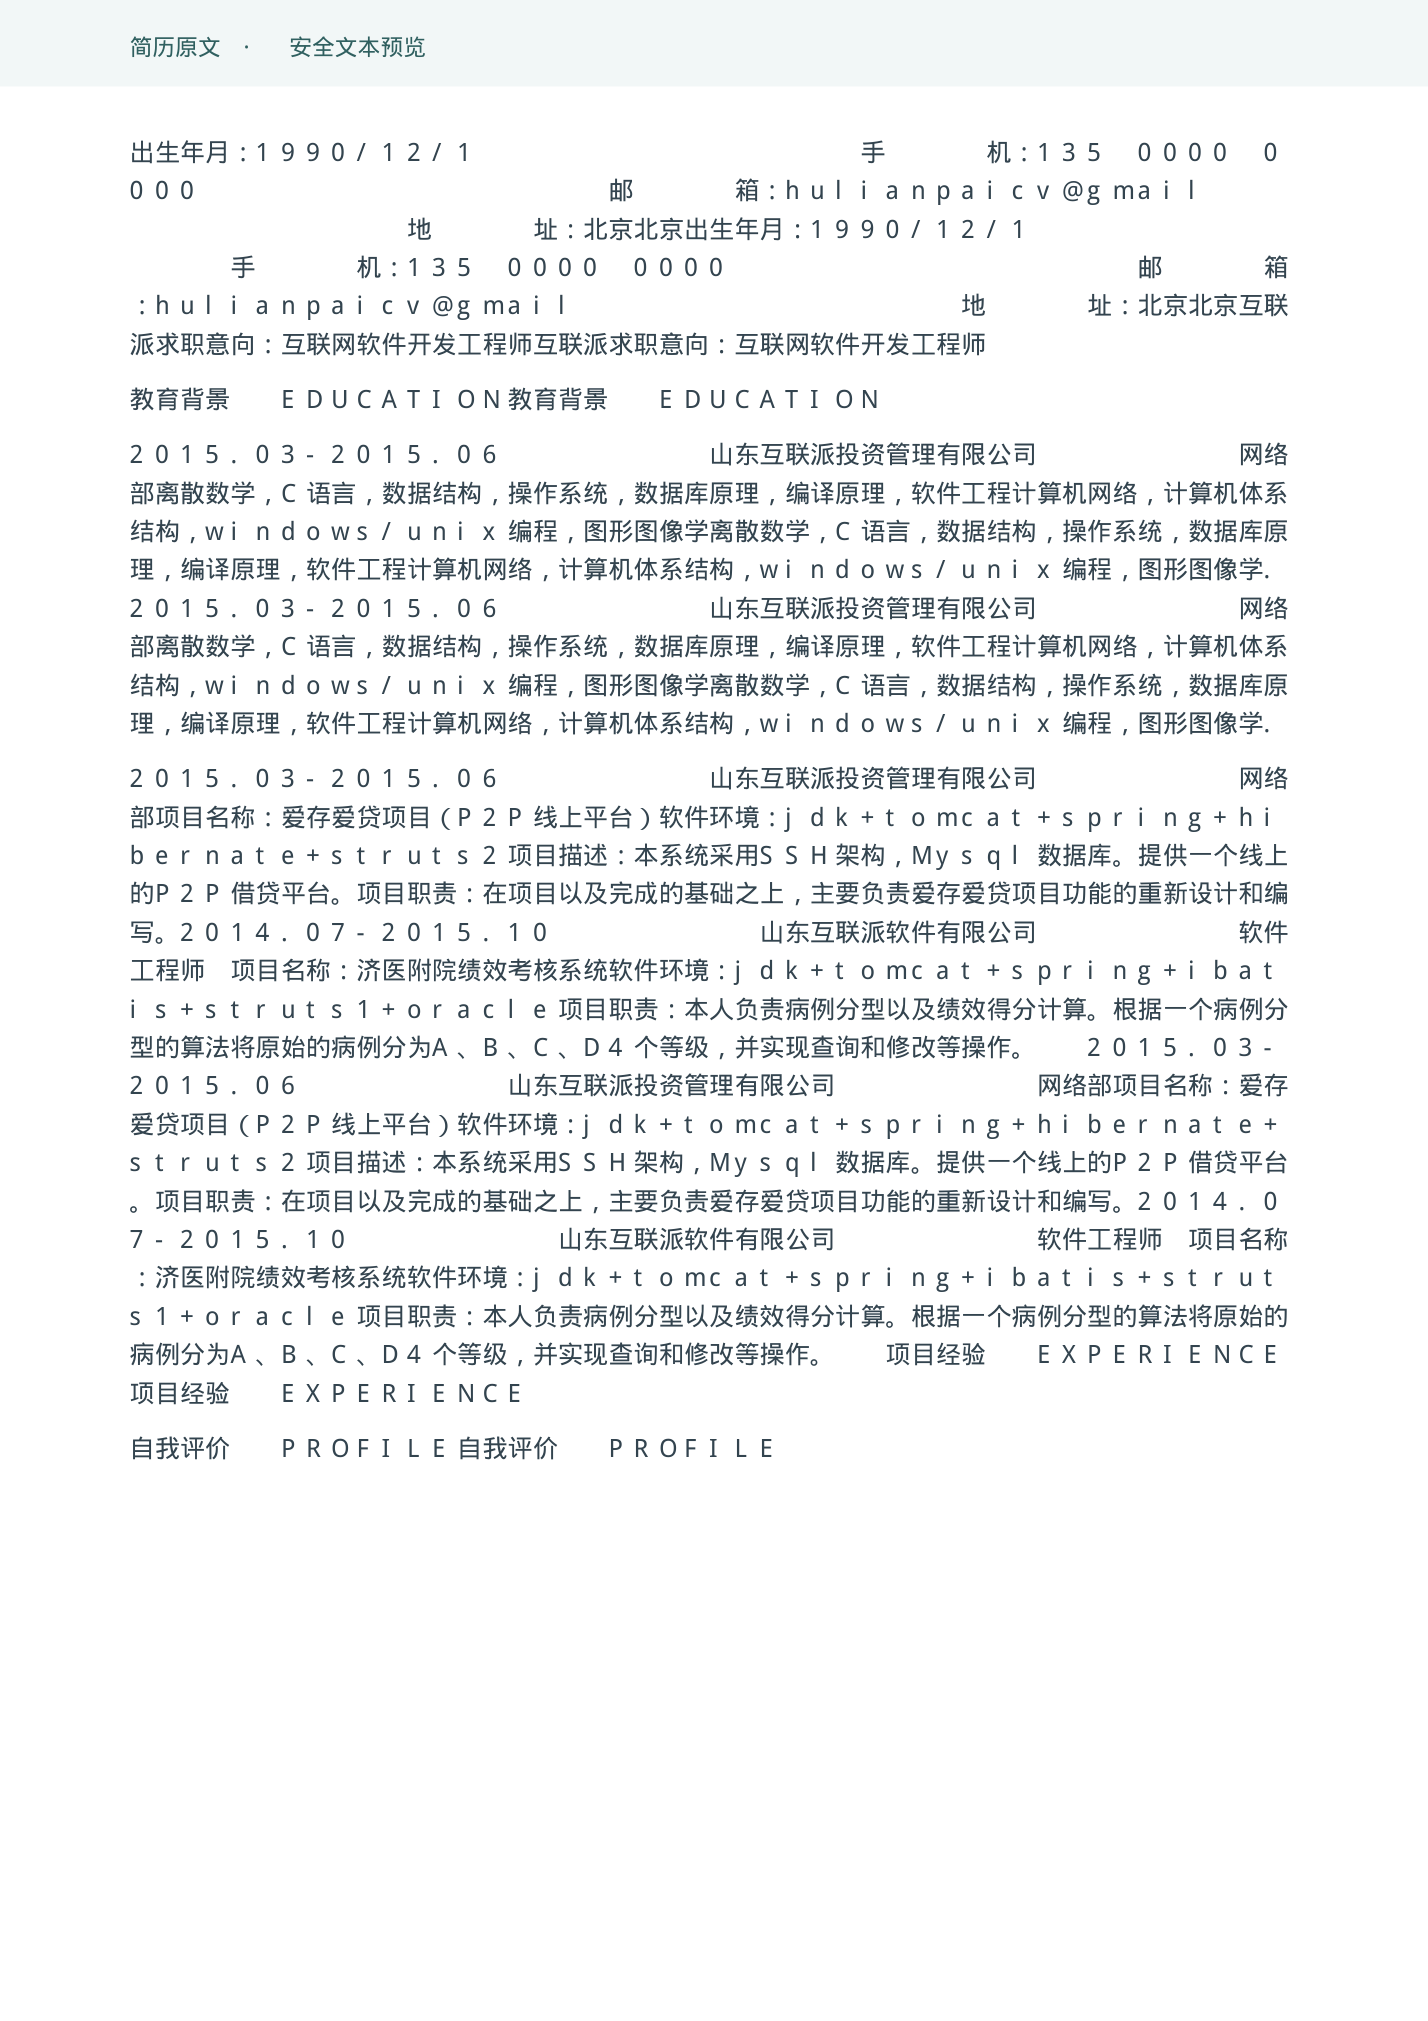 简历原文 · 安全文本预览
出生年月:1990/12/1 手 机:135 0000 0
000 邮 箱:hulianpaicv@gmail
地 址:北京北京出生年月:1990/12/1
手 机:135 0000 0000 邮 箱
:hulianpaicv@gmail 地 址:北京北京互联
派求职意向:互联网软件开发工程师互联派求职意向:互联网软件开发工程师
教育背景 EDUCATION教育背景 EDUCATION
2015.03-2015.06 山东互联派投资管理有限公司 网络
部离散数学,C语言,数据结构,操作系统,数据库原理,编译原理,软件工程计算机网络,计算机体系
结构,windows/unix编程,图形图像学离散数学,C语言,数据结构,操作系统,数据库原
理,编译原理,软件工程计算机网络,计算机体系结构,windows/unix编程,图形图像学.
2015.03-2015.06 山东互联派投资管理有限公司 网络
部离散数学,C语言,数据结构,操作系统,数据库原理,编译原理,软件工程计算机网络,计算机体系
结构,windows/unix编程,图形图像学离散数学,C语言,数据结构,操作系统,数据库原
理,编译原理,软件工程计算机网络,计算机体系结构,windows/unix编程,图形图像学.
2015.03-2015.06 山东互联派投资管理有限公司 网络
部项目名称:爱存爱贷项目(P2P线上平台)软件环境:jdk+tomcat+spring+hi
bernate+struts2项目描述:本系统采用SSH架构,Mysql数据库。提供一个线上
的P2P借贷平台。项目职责:在项目以及完成的基础之上,主要负责爱存爱贷项目功能的重新设计和编
写。2014.07-2015.10 山东互联派软件有限公司 软件
工程师 项目名称:济医附院绩效考核系统软件环境:jdk+tomcat+spring+ibat
is+struts1+oracle项目职责:本人负责病例分型以及绩效得分计算。根据一个病例分
型的算法将原始的病例分为A、B、C、D4个等级,并实现查询和修改等操作。 2015.03-
2015.06 山东互联派投资管理有限公司 网络部项目名称:爱存
爱贷项目(P2P线上平台)软件环境:jdk+tomcat+spring+hibernate+
struts2项目描述:本系统采用SSH架构,Mysql数据库。提供一个线上的P2P借贷平台
。项目职责:在项目以及完成的基础之上,主要负责爱存爱贷项目功能的重新设计和编写。2014.0
7-2015.10 山东互联派软件有限公司 软件工程师 项目名称
:济医附院绩效考核系统软件环境:jdk+tomcat+spring+ibatis+strut
s1+oracle项目职责:本人负责病例分型以及绩效得分计算。根据一个病例分型的算法将原始的
病例分为A、B、C、D4个等级,并实现查询和修改等操作。 项目经验 EXPERIENCE
项目经验 EXPERIENCE
自我评价 PROFILE自我评价 PROFILE